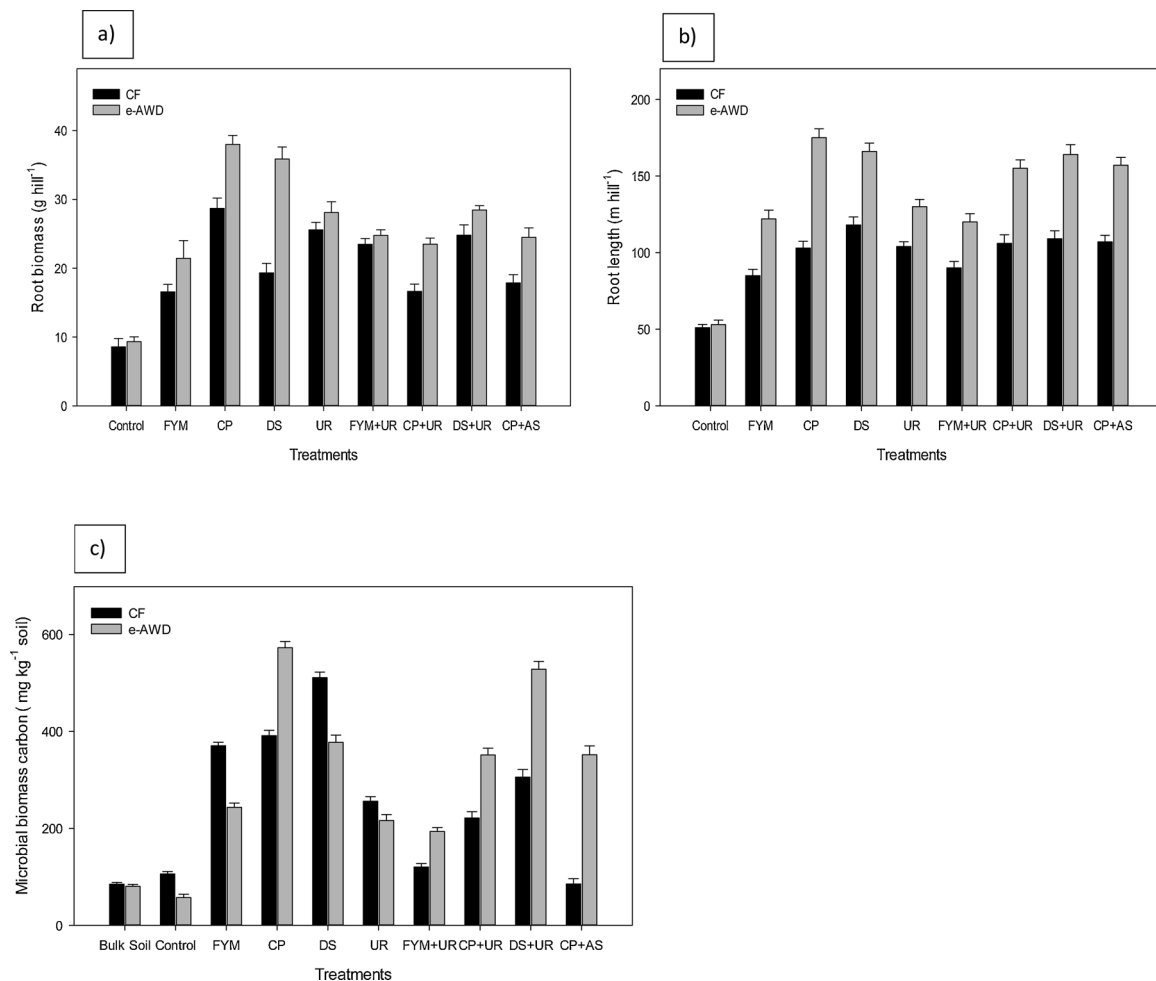 a)
CF
e-AWD
Root biomass (g hill⁻¹)
40
30
20
10
0
Control FYM CP DS UR FYM+UR CP+UR DS+UR CP+AS
Treatments
b)
CF
e-AWD
Root length (m hill⁻¹)
200
150
100
50
0
Control FYM CP DS UR FYM+UR CP+UR DS+UR CP+AS
Treatments
c)
CF
e-AWD
Microbial biomass carbon ( mg kg⁻¹ soil)
600
400
200
0
Bulk Soil Control FYM CP DS UR FYM+UR CP+UR DS+UR CP+AS
Treatments